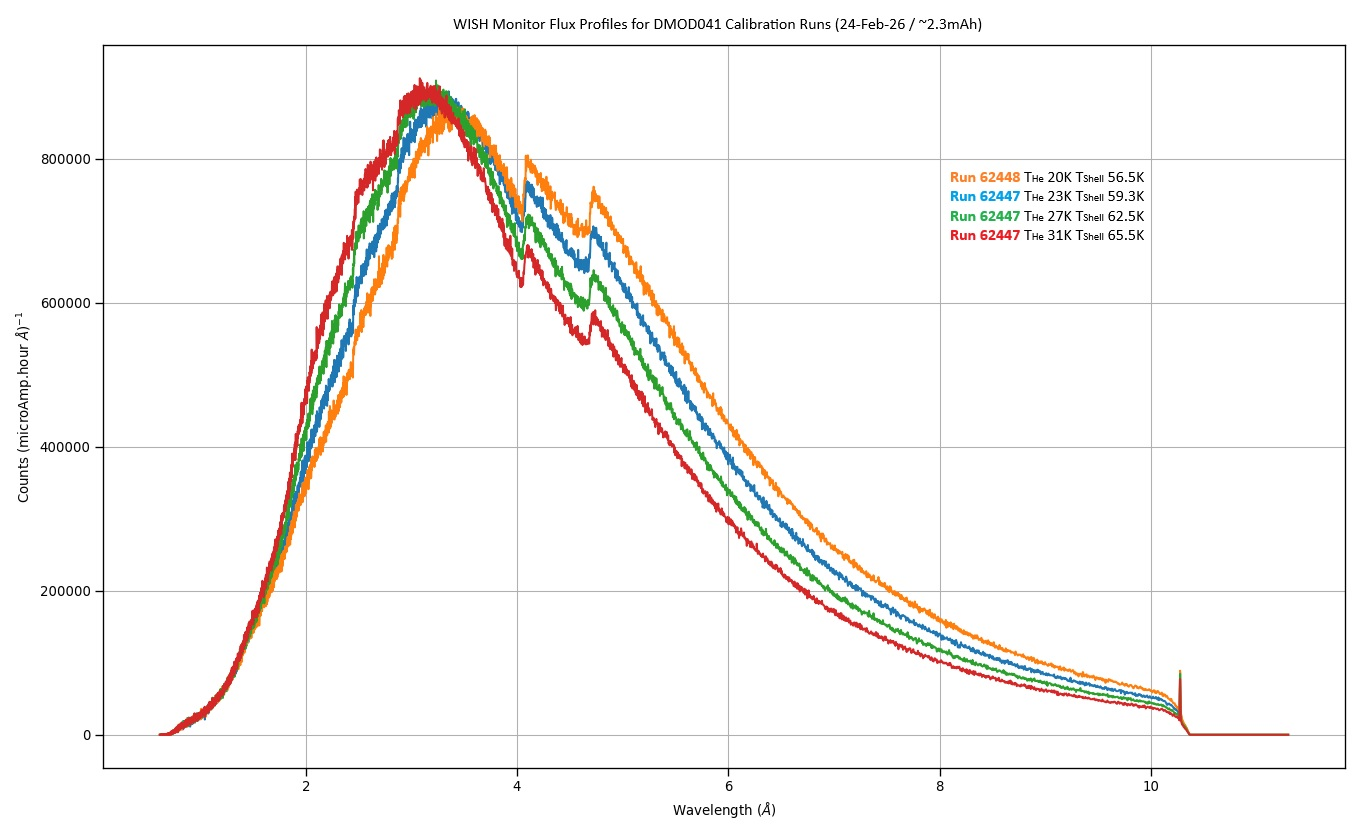 WISH Monitor Flux Profiles for DMOD041 Calibration Runs (24-Feb-26 / ~2.3mAh)
Counts (microAmp.hour Å)⁻¹
800000
600000
400000
200000
0
Run 62448 THe 20K TShell 56.5K
Run 62447 THe 23K TShell 59.3K
Run 62447 THe 27K TShell 62.5K
Run 62447 THe 31K TShell 65.5K
2 4 6 8 10
Wavelength (Å)